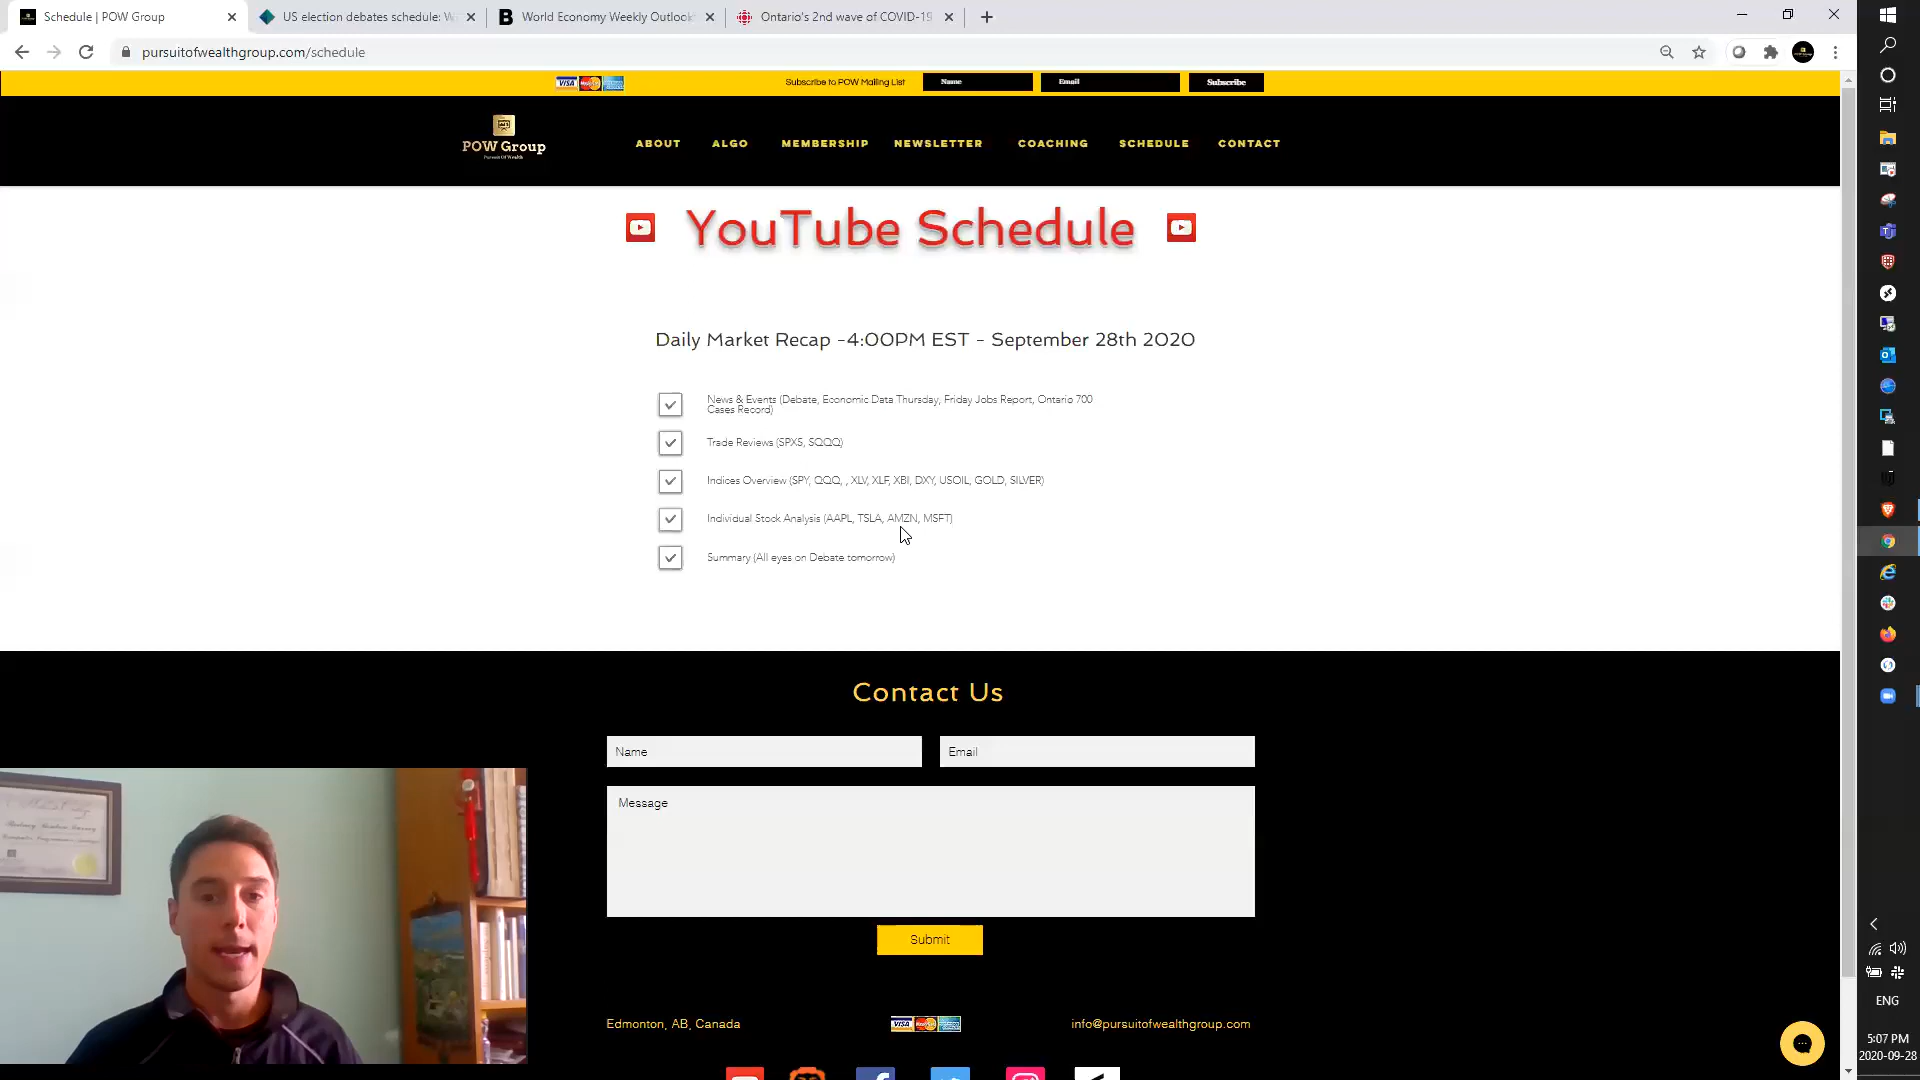 Schedule | POW Group
US election debates schedule: W
World Economy Weekly Outlook
Ontario's 2nd wave of COVID-19
pursuitofwealthgroup.com/schedule
VISA
Subscribe to POW Mailing List
Name
Email
Subscribe
POW Group
Pursuit Of Wealth
ABOUT
ALGO
MEMBERSHIP
NEWSLETTER
COACHING
SCHEDULE
CONTACT
YouTube Schedule
Daily Market Recap -4:00PM EST - September 28th 2020
News & Events (Debate, Economic Data Thursday, Friday Jobs Report, Ontario 700
Cases Record)
Trade Reviews (SPXS, SQQQ)
Indices Overview (SPY, QQQ, , XLV, XLF, XBI, DXY, USOIL, GOLD, SILVER)
Individual Stock Analysis (AAPL, TSLA, AMZN, MSFT)
Summary (All eyes on Debate tomorrow)
Contact Us
Name
Email
Message
Submit
Edmonton, AB, Canada
VISA
info@pursuitofwealthgroup.com
ENG
5:07 PM
2020-09-28